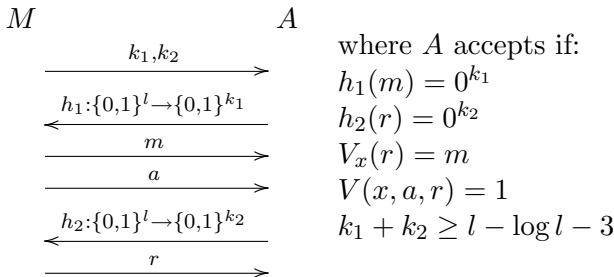 M A
where A accepts if:
k₁,k₂
h₁(m) = 0^{k₁}
h₁:{0,1}^l→{0,1}^{k₁}
h₂(r) = 0^{k₂}
m
Vₓ(r) = m
a
V(x, a, r) = 1
h₂:{0,1}^l→{0,1}^{k₂}
k₁ + k₂ ≥ l − log l − 3
r